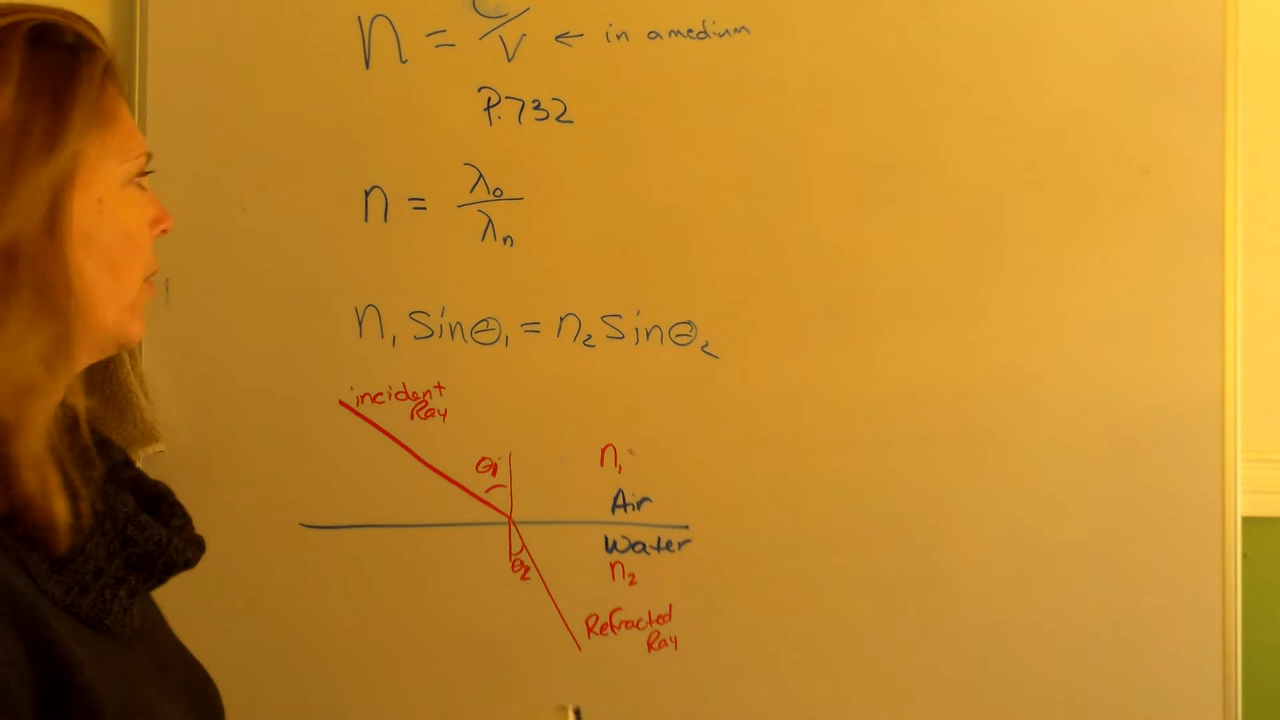 n = c/v ← in a medium
P.732
n = λ₀/λₙ
n₁ sinθ₁ = n₂ sinθ₂
incident
Ray
θ₁
n₁
Air
Water
θ₂
n₂
Refracted
Ray